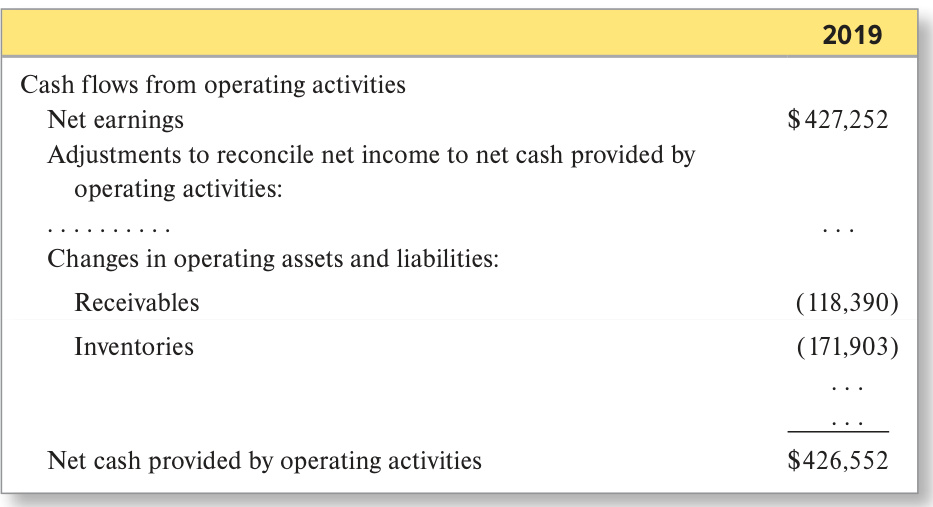 2019
Cash flows from operating activities
Net earnings $427,252
Adjustments to reconcile net income to net cash provided by
operating activities:
. . . . . . . . . . . . .
Changes in operating assets and liabilities:
Receivables (118,390)
Inventories (171,903)
. . .
. . .
Net cash provided by operating activities $426,552